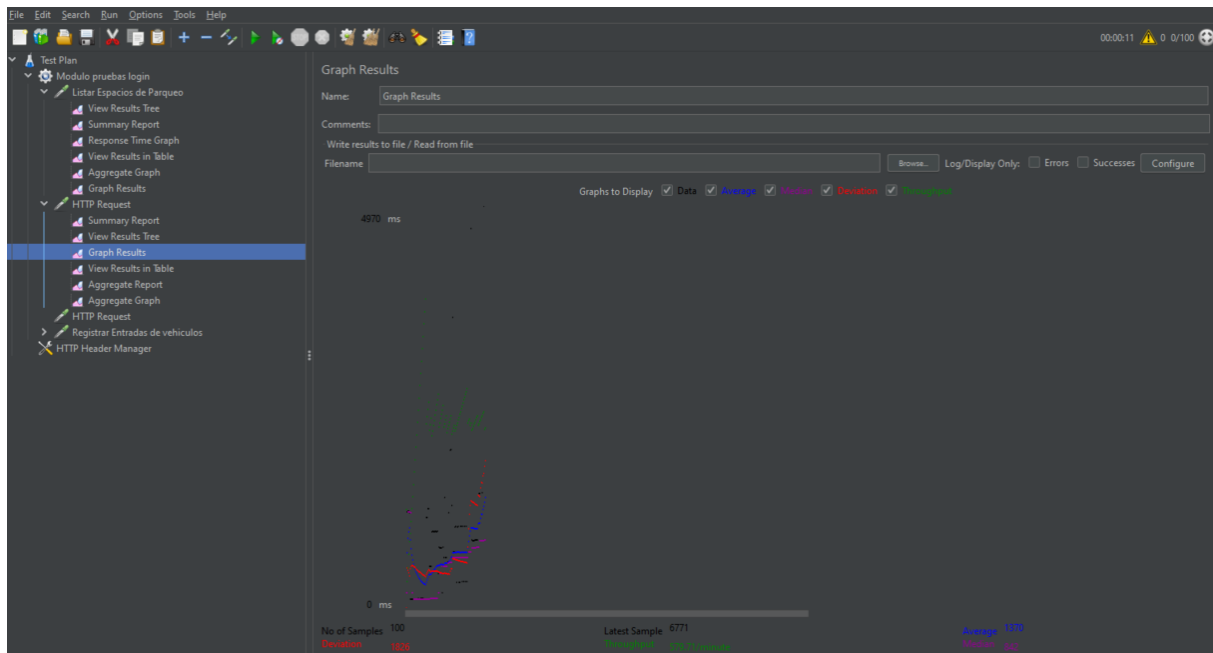 File Edit Search Run Options Tools Help
00:00:11 0 0/100
Test Plan
Modulo pruebas login
Listar Espacios de Parqueo
View Results Tree
Summary Report
Response Time Graph
View Results in Table
Aggregate Graph
Graph Results
HTTP Request
Summary Report
View Results Tree
Graph Results
View Results in Table
Aggregate Report
Aggregate Graph
HTTP Request
Registrar Entradas de vehiculos
HTTP Header Manager
Graph Results
Name: Graph Results
Comments:
Write results to file / Read from file
Filename Browse... Log/Display Only: Errors Successes Configure
Graphs to Display Data Average Median Deviation Throughput
4970 ms
0 ms
No of Samples 100 Latest Sample 6771 Average 1370
Deviation Throughput Median